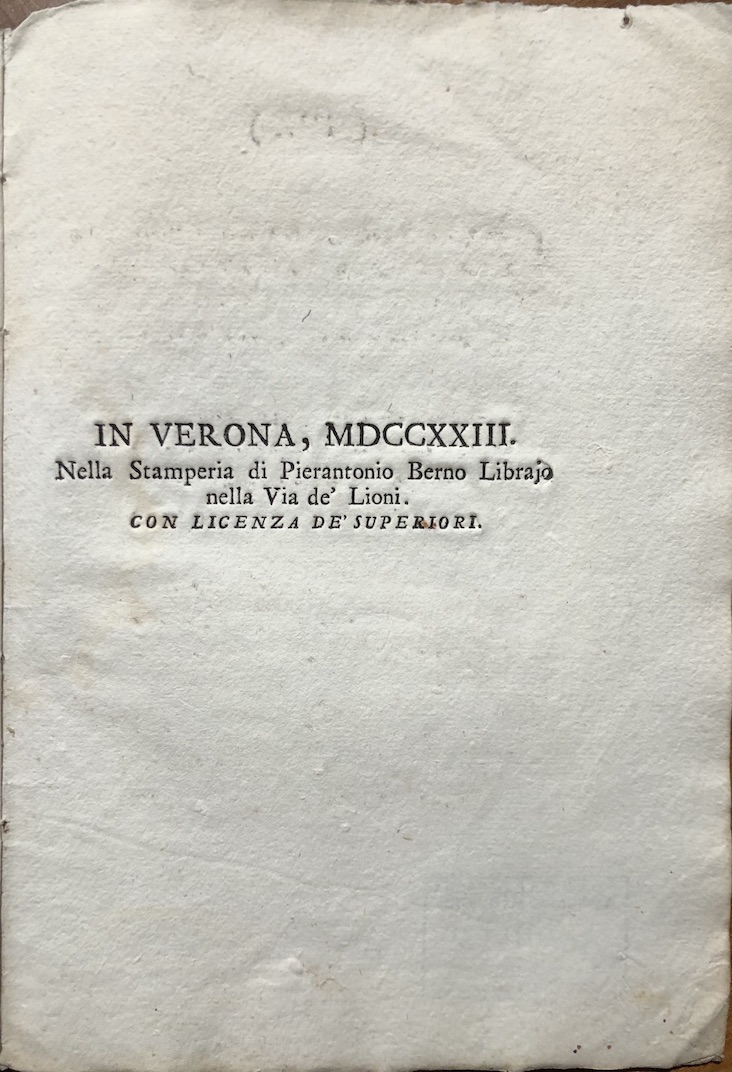 IN VERONA, MDCCXXIII.
Nella Stamperia di Pierantonio Berno Librajo
nella Via de' Lioni.
CON LICENZA DE' SUPERIORI.